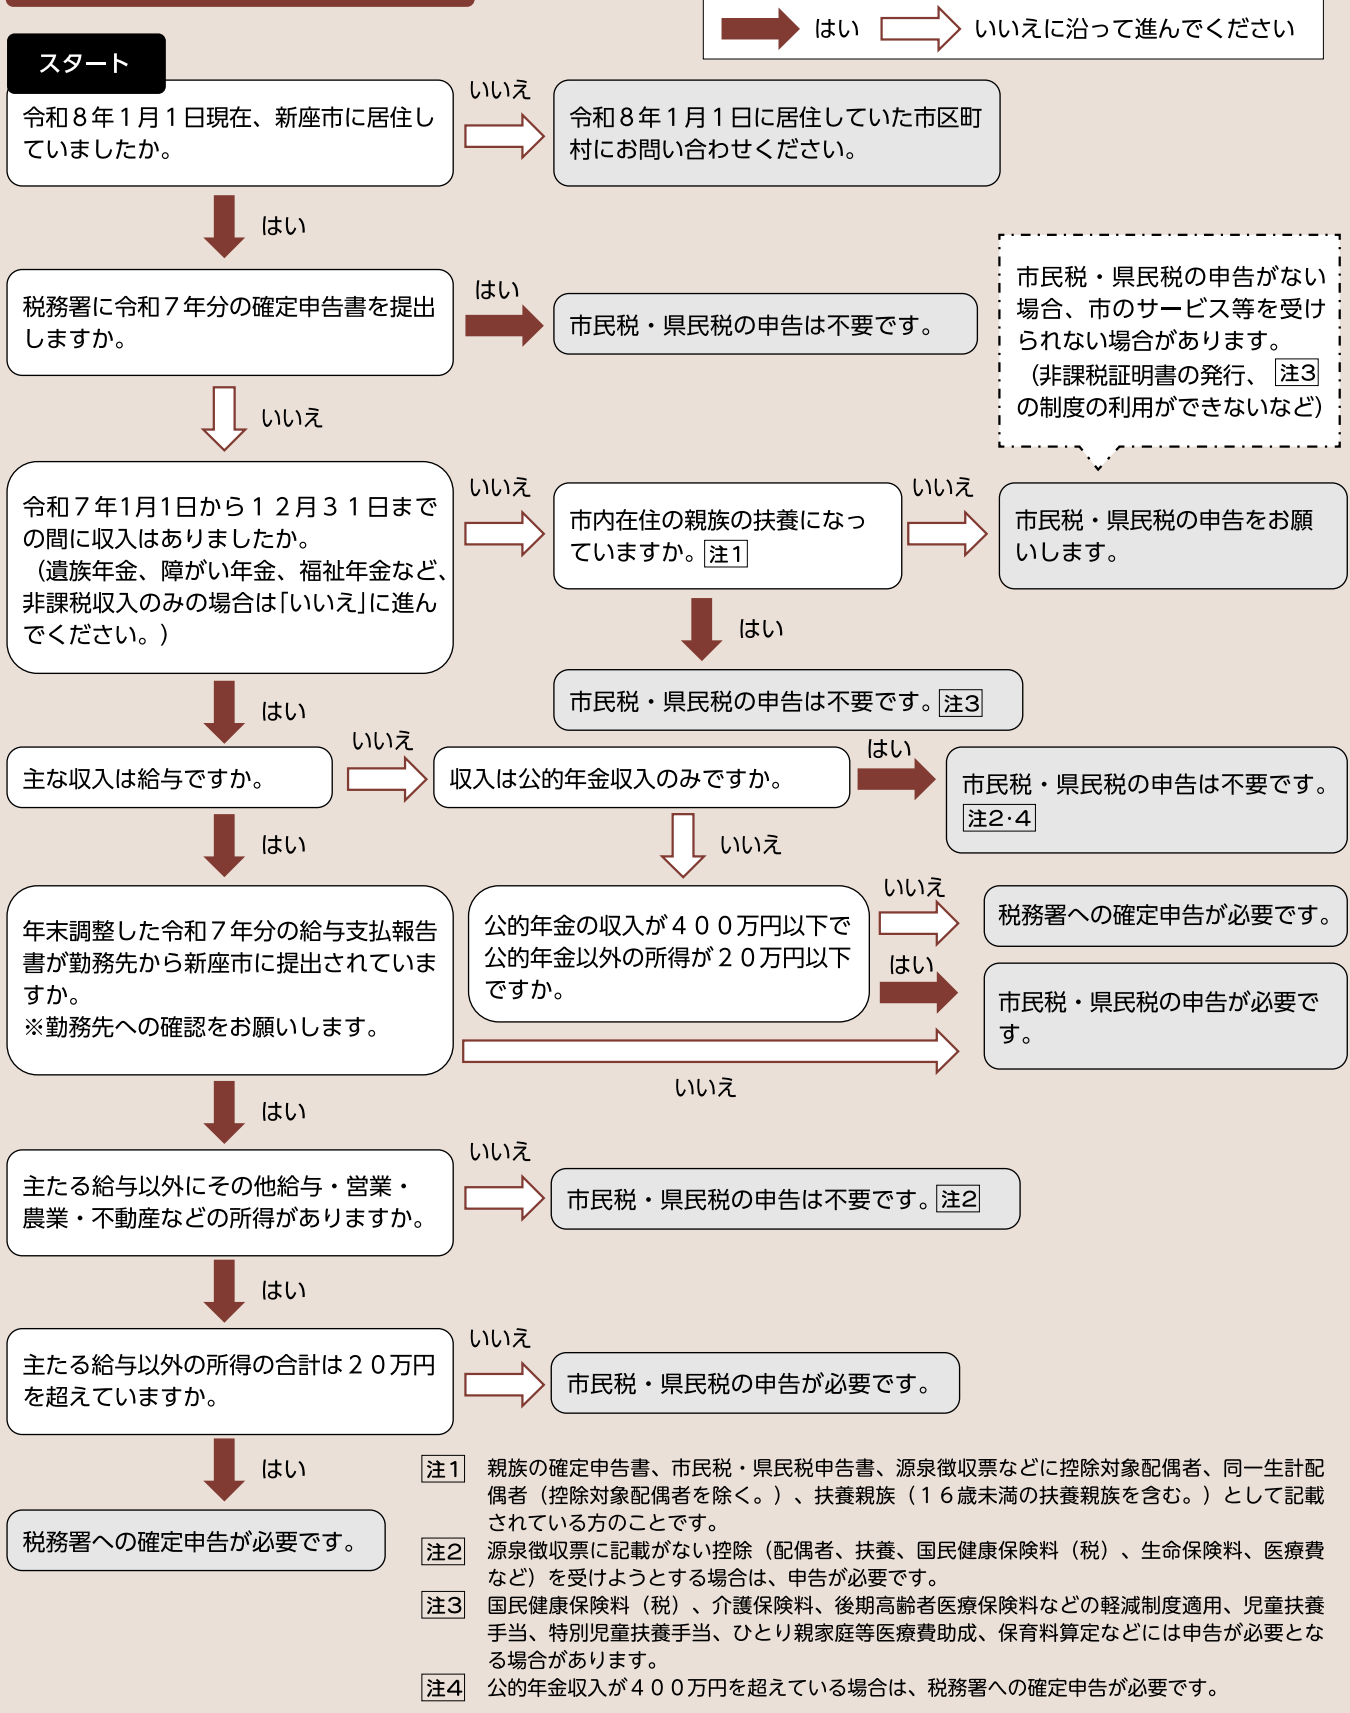 はい いいえに沿って進んでください
スタート
令和８年１月１日現在、新座市に居住し
ていましたか。
いいえ
令和８年１月１日に居住していた市区町
村にお問い合わせください。
はい
税務署に令和７年分の確定申告書を提出
しますか。
はい
市民税・県民税の申告は不要です。
市民税・県民税の申告がない
場合、市のサービス等を受け
られない場合があります。
（非課税証明書の発行、注3
の制度の利用ができないなど）
いいえ
令和７年1月1日から１２月３１日まで
の間に収入はありましたか。
（遺族年金、障がい年金、福祉年金など、
非課税収入のみの場合は「いいえ」に進ん
でください。）
いいえ
市内在住の親族の扶養になっ
ていますか。注1
いいえ
市民税・県民税の申告をお願
いします。
はい
市民税・県民税の申告は不要です。注3
はい
主な収入は給与ですか。
いいえ
収入は公的年金収入のみですか。
はい
市民税・県民税の申告は不要です。
注2・4
はい
いいえ
年末調整した令和７年分の給与支払報告
書が勤務先から新座市に提出されていま
すか。
※勤務先への確認をお願いします。
公的年金の収入が４００万円以下で
公的年金以外の所得が２０万円以下
ですか。
いいえ
税務署への確定申告が必要です。
はい
市民税・県民税の申告が必要で
す。
いいえ
はい
主たる給与以外にその他給与・営業・
農業・不動産などの所得がありますか。
いいえ
市民税・県民税の申告は不要です。注2
はい
主たる給与以外の所得の合計は２０万円
を超えていますか。
いいえ
市民税・県民税の申告が必要です。
はい
税務署への確定申告が必要です。
注1 親族の確定申告書、市民税・県民税申告書、源泉徴収票などに控除対象配偶者、同一生計配
偶者（控除対象配偶者を除く。）、扶養親族（１６歳未満の扶養親族を含む。）として記載
されている方のことです。
注2 源泉徴収票に記載がない控除（配偶者、扶養、国民健康保険料（税）、生命保険料、医療費
など）を受けようとする場合は、申告が必要です。
注3 国民健康保険料（税）、介護保険料、後期高齢者医療保険料などの軽減制度適用、児童扶養
手当、特別児童扶養手当、ひとり親家庭等医療費助成、保育料算定などには申告が必要とな
る場合があります。
注4 公的年金収入が４００万円を超えている場合は、税務署への確定申告が必要です。